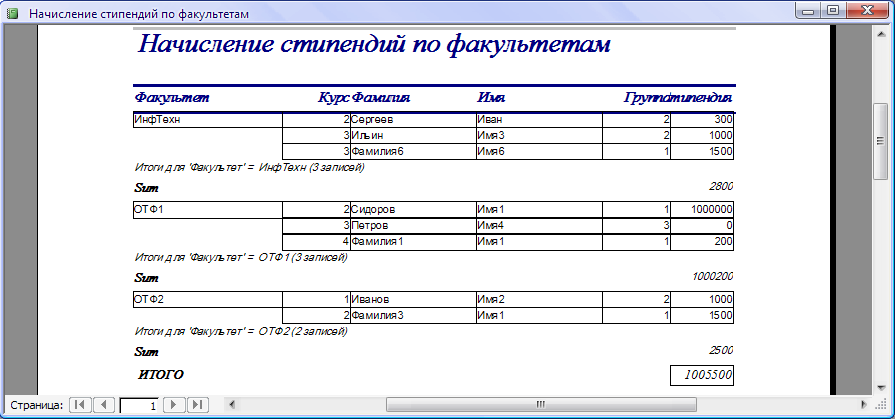 Начисление стипендий по факультетам
Начисление стипендий по факультетам
Факультет Курс Фамилия Имя Группа типендия
ИнфТехн 2 Сергеев Иван 2 300
3 Ильин Имя3 2 1000
3 Фамилия6 Имя6 1 1500
Итоги для 'Факультет' = ИнфТехн (3 записей)
Sum 2800
ОТФ1 2 Сидоров Имя1 1 1000000
3 Петров Имя4 3 0
4 Фамилия1 Имя1 1 200
Итоги для 'Факультет' = ОТФ1 (3 записей)
Sum 1000200
ОТФ2 1 Иванов Имя2 2 1000
2 Фамилия3 Имя1 1 1500
Итоги для 'Факультет' = ОТФ2 (2 записей)
Sum 2500
ИТОГО 1005500
Страница: 1